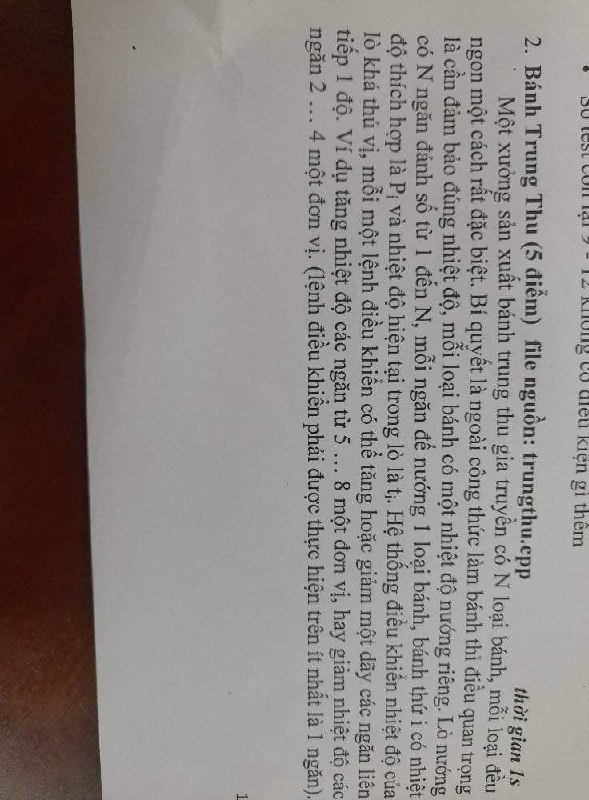 Số test còn lại 9 - 12 không có điều kiện gì thêm
2. Bánh Trung Thu (5 điểm) file nguồn: trungthu.cpp thời gian 1s
Một xưởng sản xuất bánh trung thu gia truyền có N loại bánh, mỗi loại đều
ngon một cách rất đặc biệt. Bí quyết là ngoài công thức làm bánh thì điều quan trọng
là cần đảm bảo đúng nhiệt độ, mỗi loại bánh có một nhiệt độ nướng riêng. Lò nướng
có N ngăn đánh số từ 1 đến N, mỗi ngăn để nướng 1 loại bánh, bánh thứ i có nhiệt
độ thích hợp là Pi và nhiệt độ hiện tại trong lò là ti. Hệ thống điều khiển nhiệt độ của
lò khá thú vị, mỗi một lệnh điều khiển có thể tăng hoặc giảm một dãy các ngăn liên
tiếp 1 độ. Ví dụ tăng nhiệt độ các ngăn từ 5 ... 8 một đơn vị, hay giảm nhiệt độ các
ngăn 2 ... 4 một đơn vị. (lệnh điều khiển phải được thực hiện trên ít nhất là 1 ngăn).
1